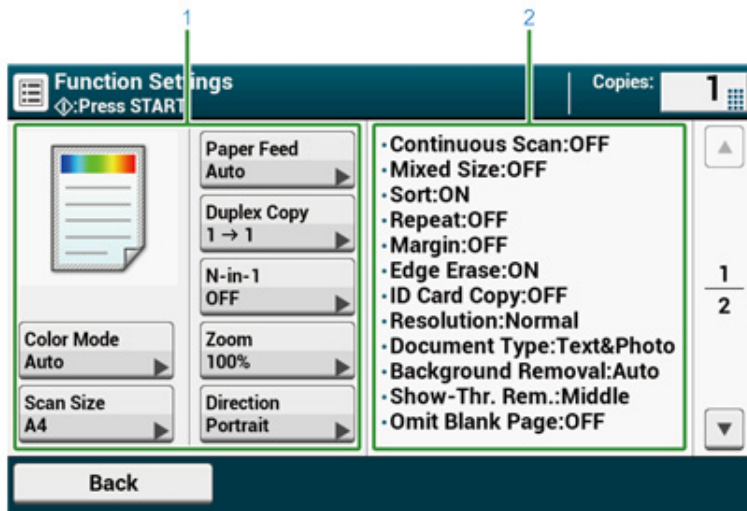 1
2
Function Settings
:Press START
Copies:
1
Paper Feed
Auto
Duplex Copy
1 → 1
N-in-1
OFF
Color Mode
Auto
Zoom
100%
Scan Size
A4
Direction
Portrait
·Continuous Scan:OFF
·Mixed Size:OFF
·Sort:ON
·Repeat:OFF
·Margin:OFF
·Edge Erase:ON
·ID Card Copy:OFF
·Resolution:Normal
·Document Type:Text&Photo
·Background Removal:Auto
·Show-Thr. Rem.:Middle
·Omit Blank Page:OFF
1
2
Back